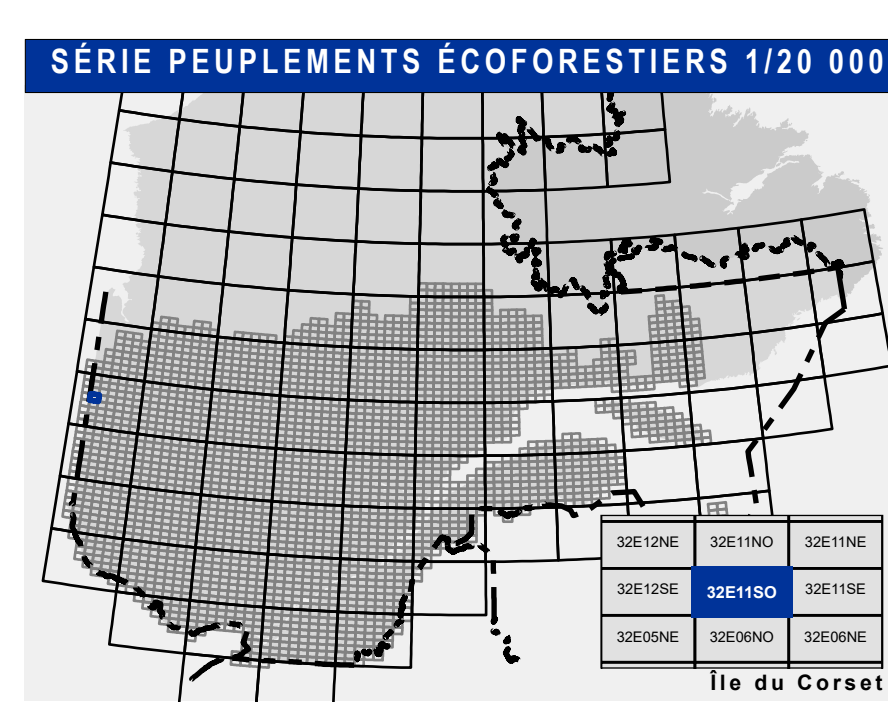 SÉRIE PEUPLEMENTS ÉCOFORESTIERS 1/20 000
32E12NE 32E11NO 32E11NE
32E12SE 32E11SO 32E11SE
32E05NE 32E06NO 32E06NE
Île du Corset